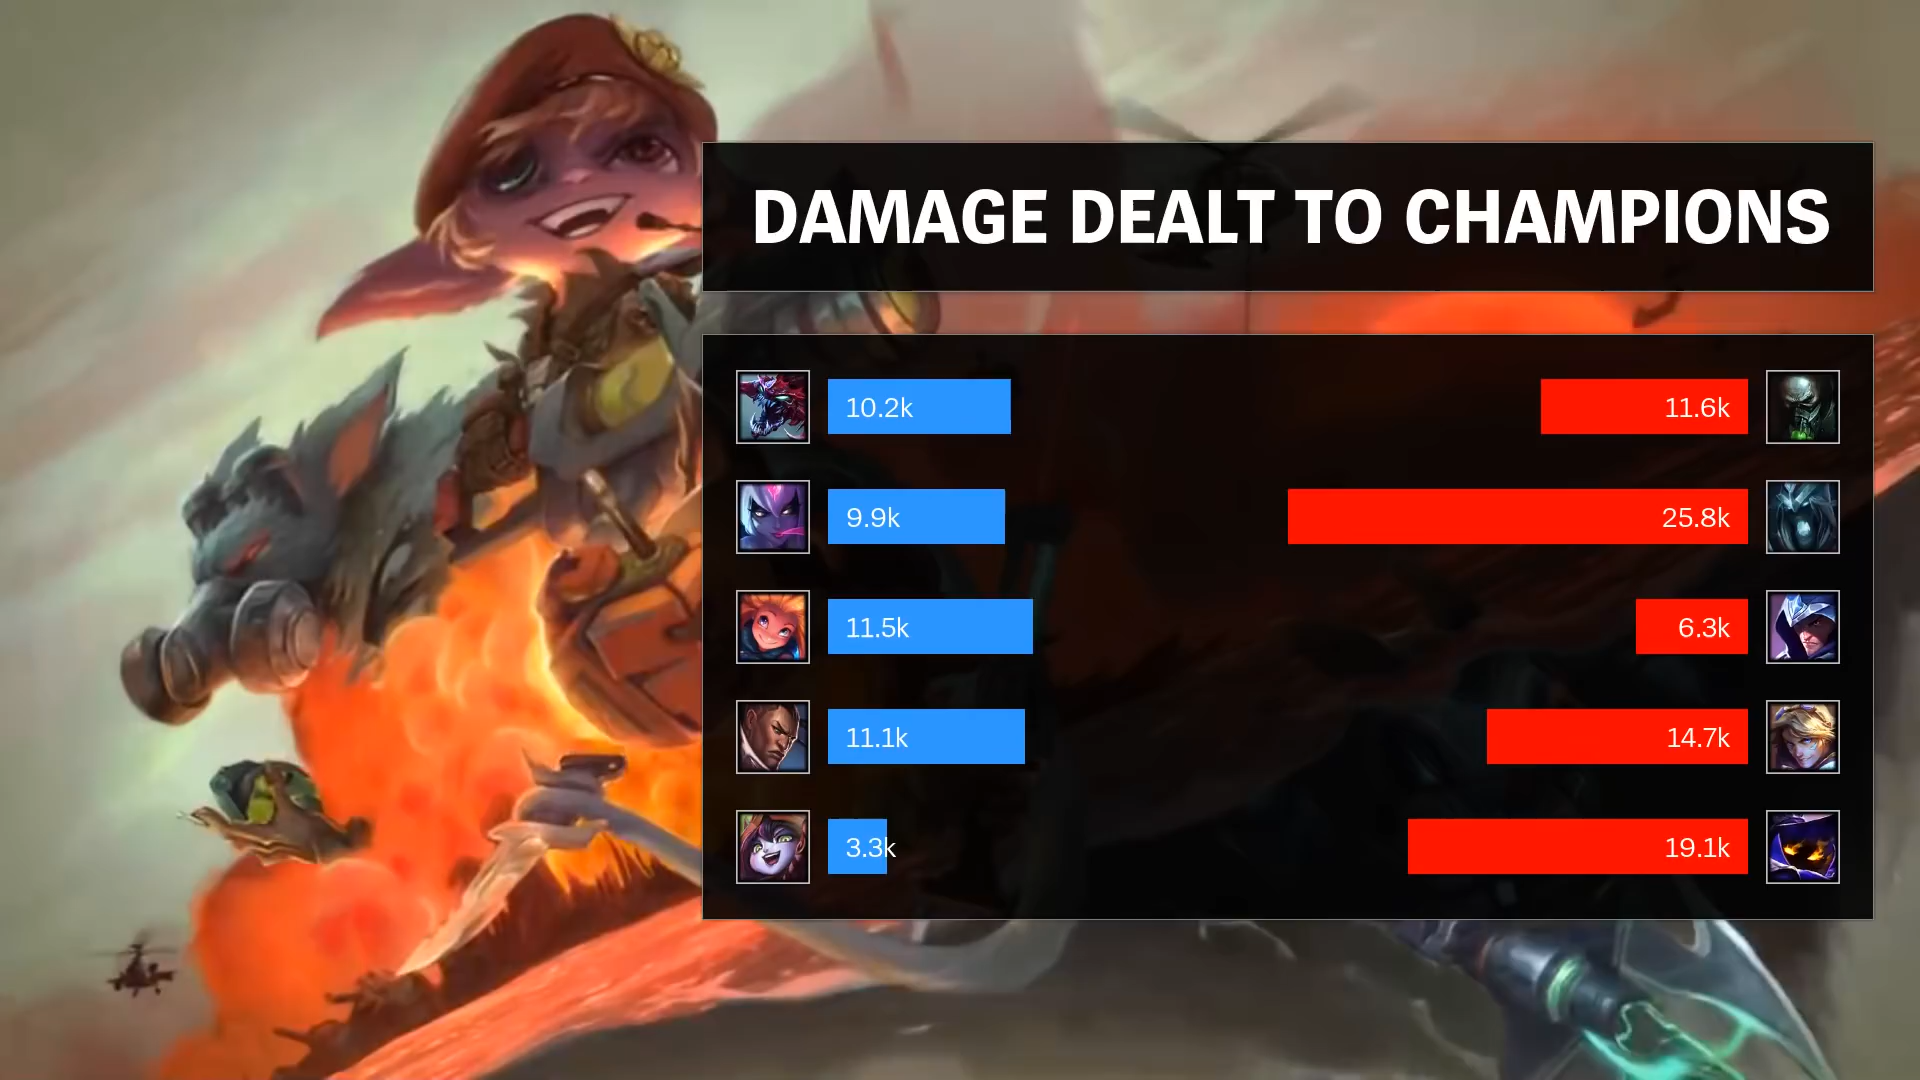 DAMAGE DEALT TO CHAMPIONS
10.2k 11.6k
9.9k 25.8k
11.5k 6.3k
11.1k 14.7k
3.3k 19.1k